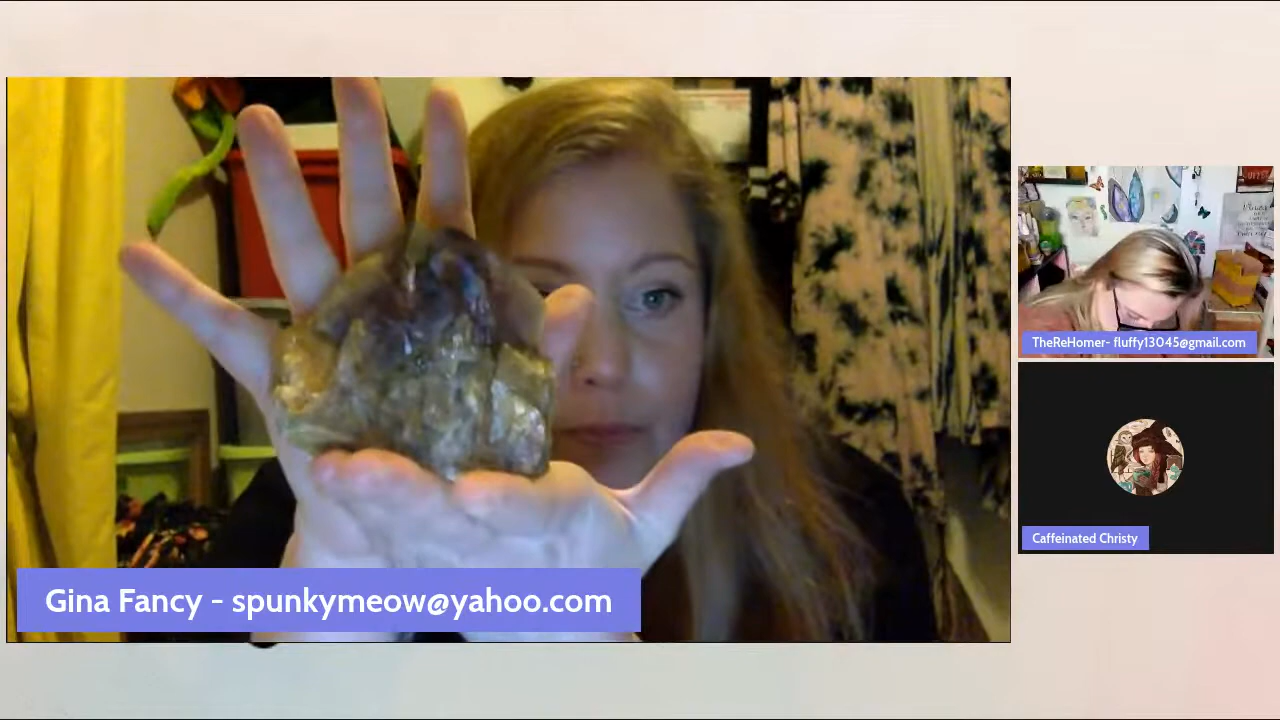 Gina Fancy - spunkymeow@yahoo.com
TheReHomer- fluffy13045@gmail.com
Caffeinated Christy